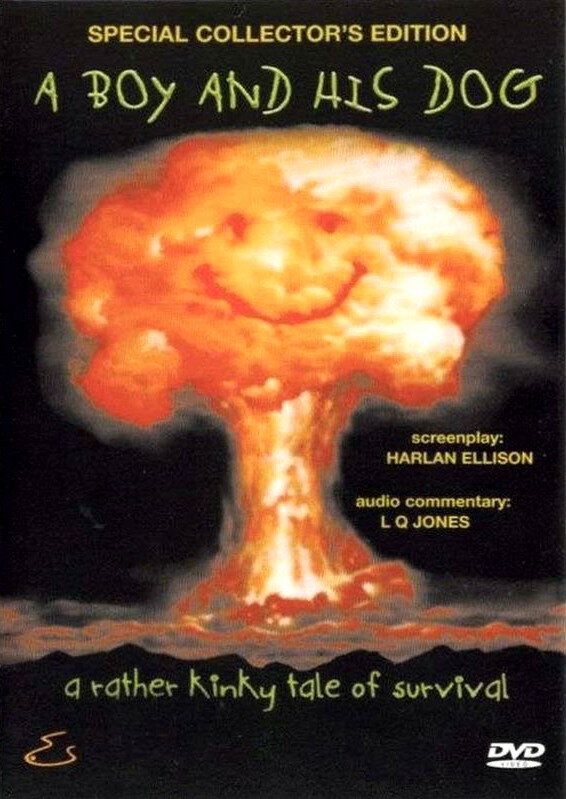 SPECIAL COLLECTOR'S EDITION
A BOY AND HIS DOG
screenplay:
HARLAN ELLISON
audio commentary:
L Q JONES
a rather kinky tale of survival
DVD
VIDEO